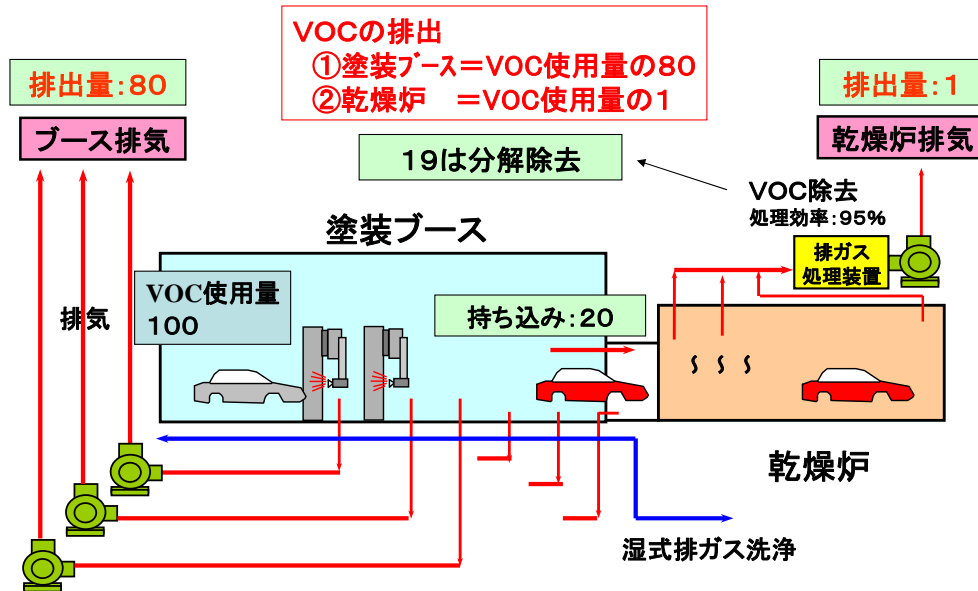 VOCの排出
①塗装ブース＝VOC使用量の80
②乾燥炉　＝VOC使用量の1
排出量：80
排出量：1
ブース排気
乾燥炉排気
19は分解除去
VOC除去
処理効率：95%
塗装ブース
排ガス
処理装置
VOC使用量
100
排気
持ち込み：20
乾燥炉
湿式排ガス洗浄